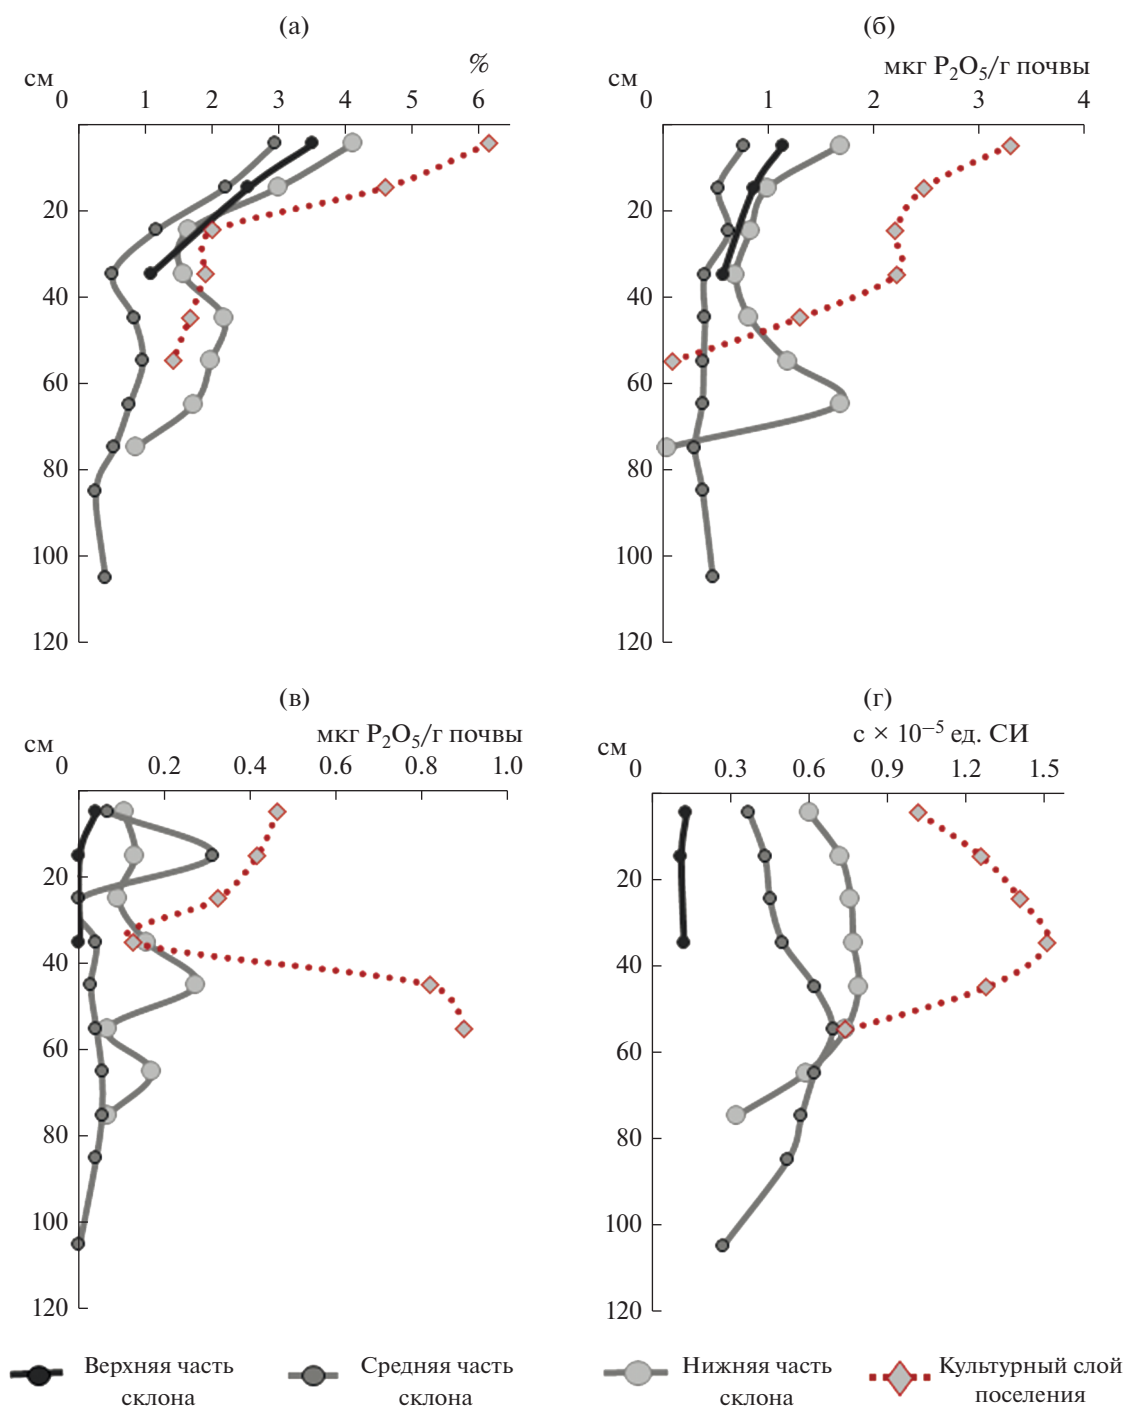 (а)
%
см
0 1 2 3 4 5 6
20
40
60
80
100
120
(б)
мкг P₂O₅/г почвы
см
0 1 2 3 4
20
40
60
80
100
120
(в)
мкг P₂O₅/г почвы
см
0 0.2 0.4 0.6 0.8 1.0
20
40
60
80
100
120
(г)
с × 10⁻⁵ ед. СИ
см
0 0.3 0.6 0.9 1.2 1.5
20
40
60
80
100
120
Верхняя часть
склона
Средняя часть
склона
Нижняя часть
склона
Культурный слой
поселения